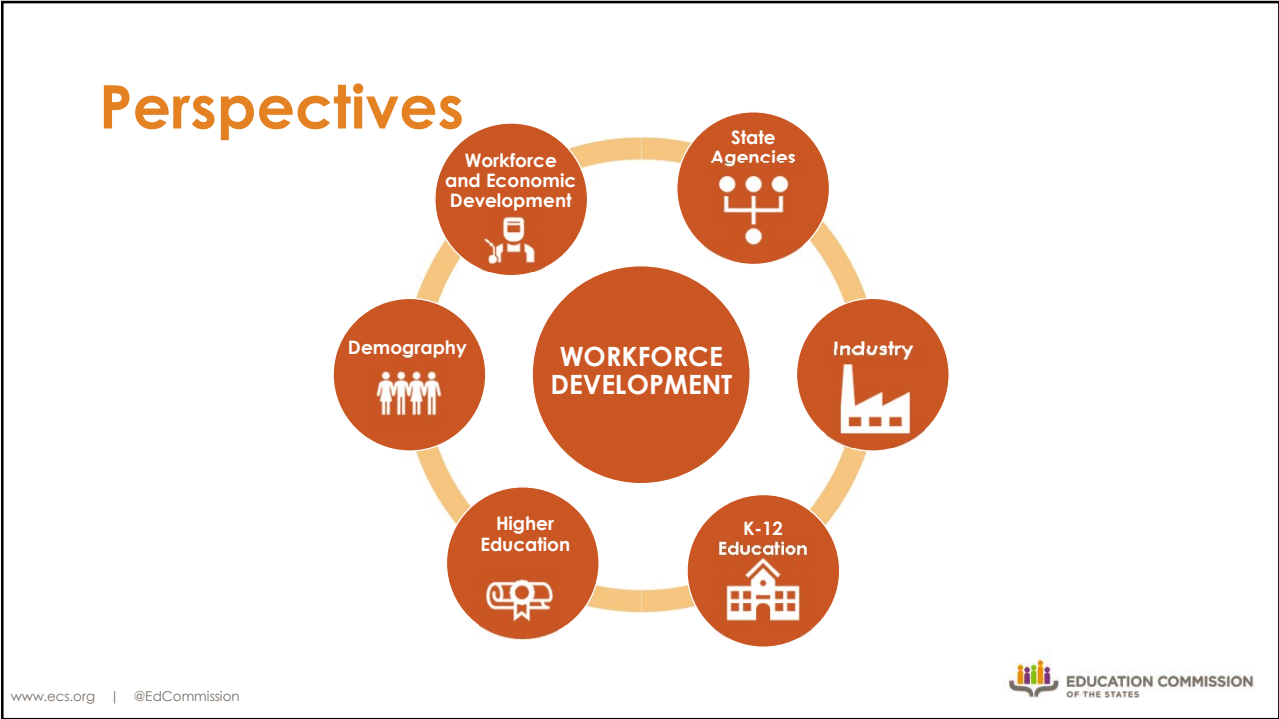 Perspectives
Workforce
and Economic
Development
State
Agencies
Demography
WORKFORCE
DEVELOPMENT
Industry
Higher
Education
K-12
Education
www.ecs.org | @EdCommission
EDUCATION COMMISSION
OF THE STATES